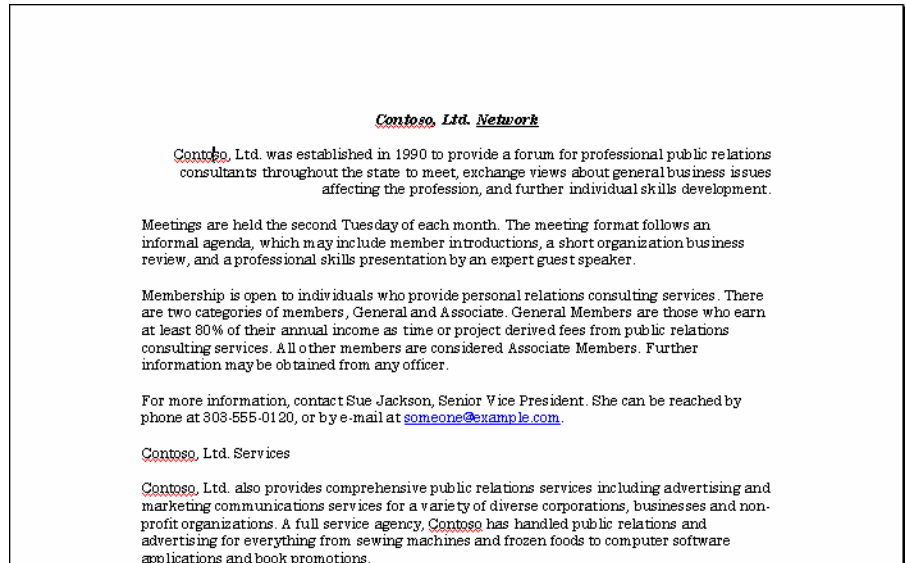 Contoso, Ltd. Network
Contoso, Ltd. was established in 1990 to provide a forum for professional public relations
consultants throughout the state to meet, exchange views about general business issues
affecting the profession, and further individual skills development.
Meetings are held the second Tuesday of each month. The meeting format follows an
informal agenda, which may include member introductions, a short organization business
review, and a professional skills presentation by an expert guest speaker.
Membership is open to individuals who provide personal relations consulting services. There
are two categories of members, General and Associate. General Members are those who earn
at least 80% of their annual income as time or project derived fees from public relations
consulting services. All other members are considered Associate Members. Further
information may be obtained from any officer.
For more information, contact Sue Jackson, Senior Vice President. She can be reached by
phone at 303-555-0120, or by e-mail at someone@example.com.
Contoso, Ltd. Services
Contoso, Ltd. also provides comprehensive public relations services including advertising and
marketing communications services for a variety of diverse corporations, businesses and non-
profit organizations. A full service agency, Contoso has handled public relations and
advertising for everything from sewing machines and frozen foods to computer software
applications and book promotions.